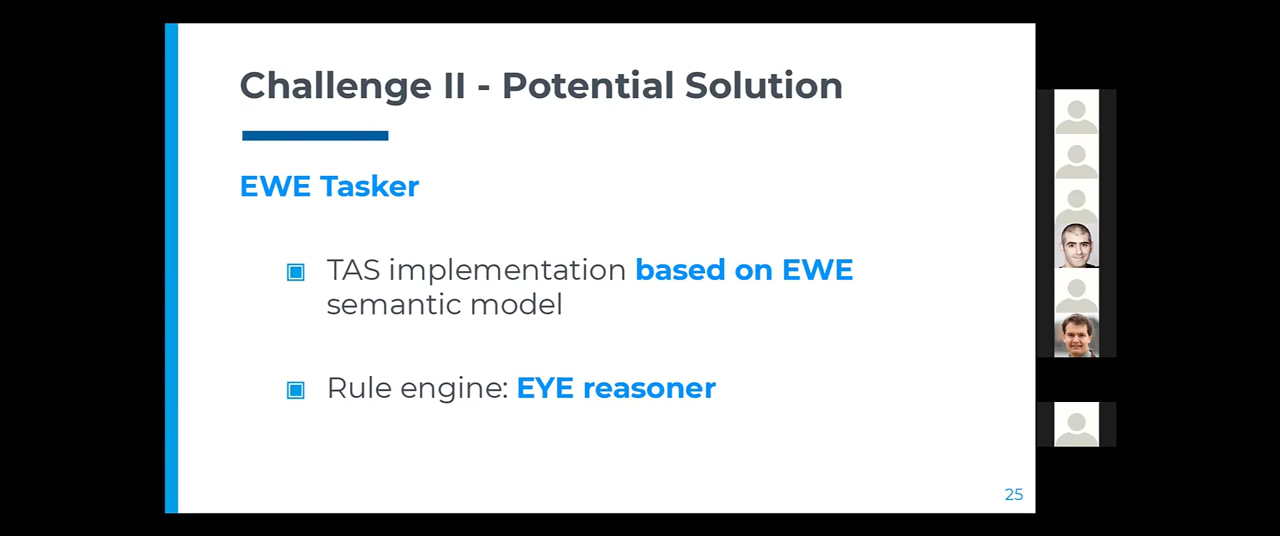 Challenge II - Potential Solution
EWE Tasker
TAS implementation based on EWE
semantic model
Rule engine: EYE reasoner
25